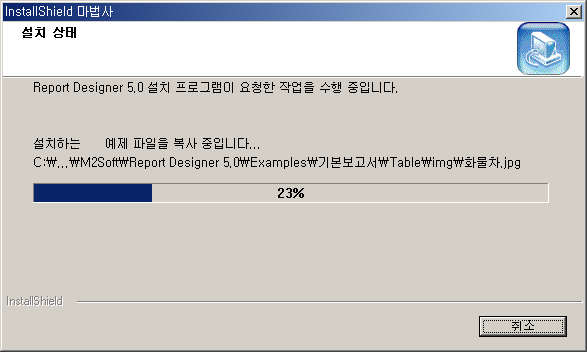 InstallShield 마법사
설치 상태
Report Designer 5.0 설치 프로그램이 요청한 작업을 수행 중입니다.
설치하는 예제 파일을 복사 중입니다...
C:₩...₩M2Soft₩Report Designer 5.0₩Examples₩기본보고서₩Table₩img₩화물차.jpg
23%
InstallShield
취소